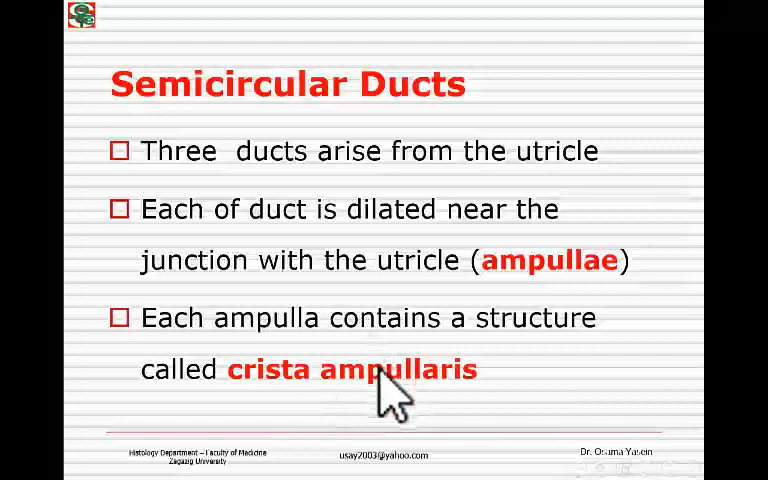 Semicircular Ducts
Three ducts arise from the utricle
Each of duct is dilated near the
junction with the utricle (ampullae)
Each ampulla contains a structure
called crista ampullaris
Histology Department – Faculty of Medicine
Zagazig University
usay2003@yahoo.com
Dr. Osama Yasein